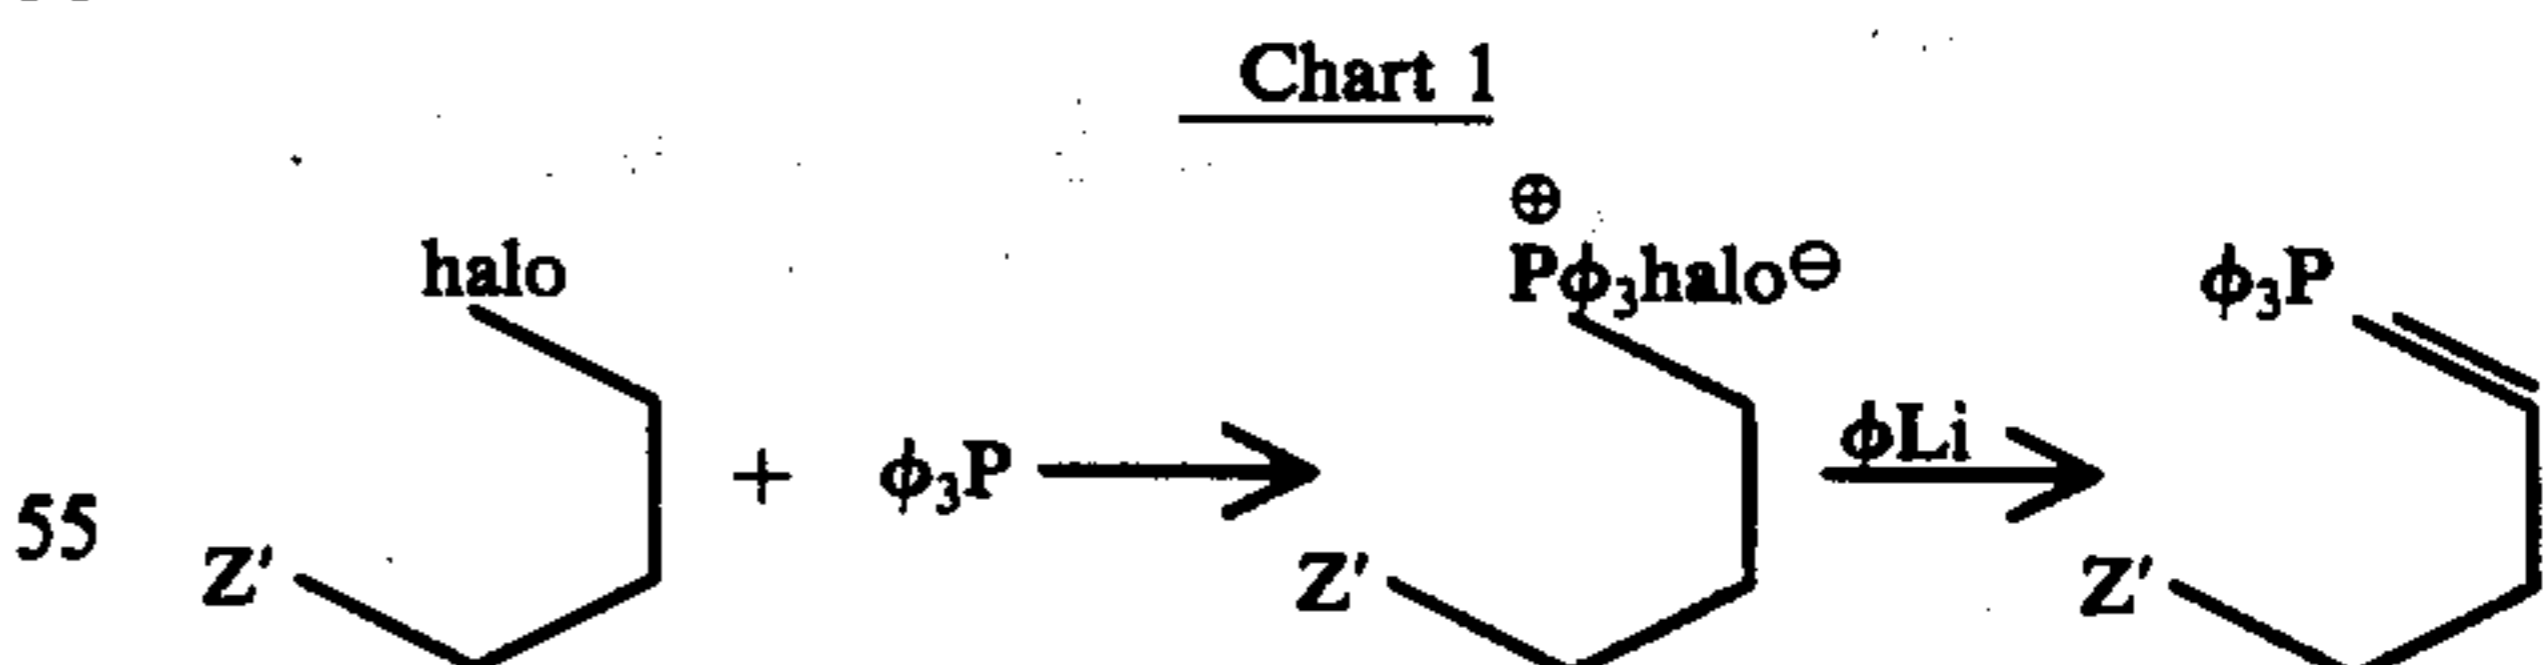 Chart 1
⊕
halo Pϕ₃halo⊖ ϕ₃P
+ ϕ₃P ϕLi
55 Z' Z' Z'